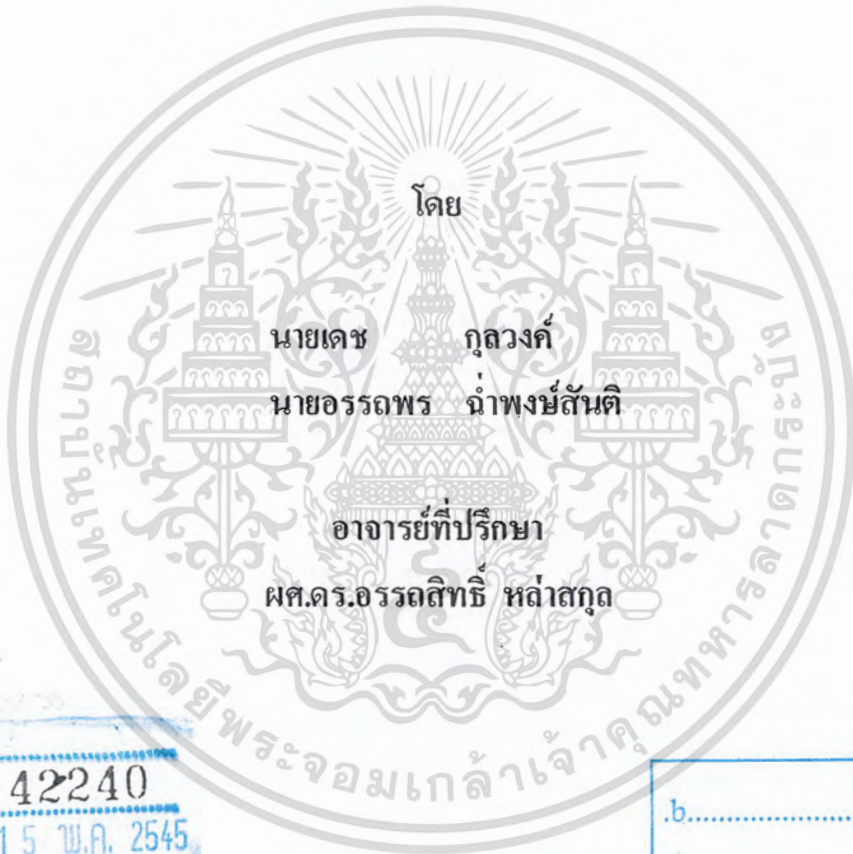 โดย
นายเดช กุลวงค์
นายอรรถพร ฉ่ำพงษ์สันติ
อาจารย์ที่ปรึกษา
ผศ.ดร.อรรถสิทธิ์ หล่าสกุล
สถาบันเทคโนโลยีพระจอมเกล้าเจ้าคุณทหารลาดกระบัง
42240
15 พ.ค. 2545
.b